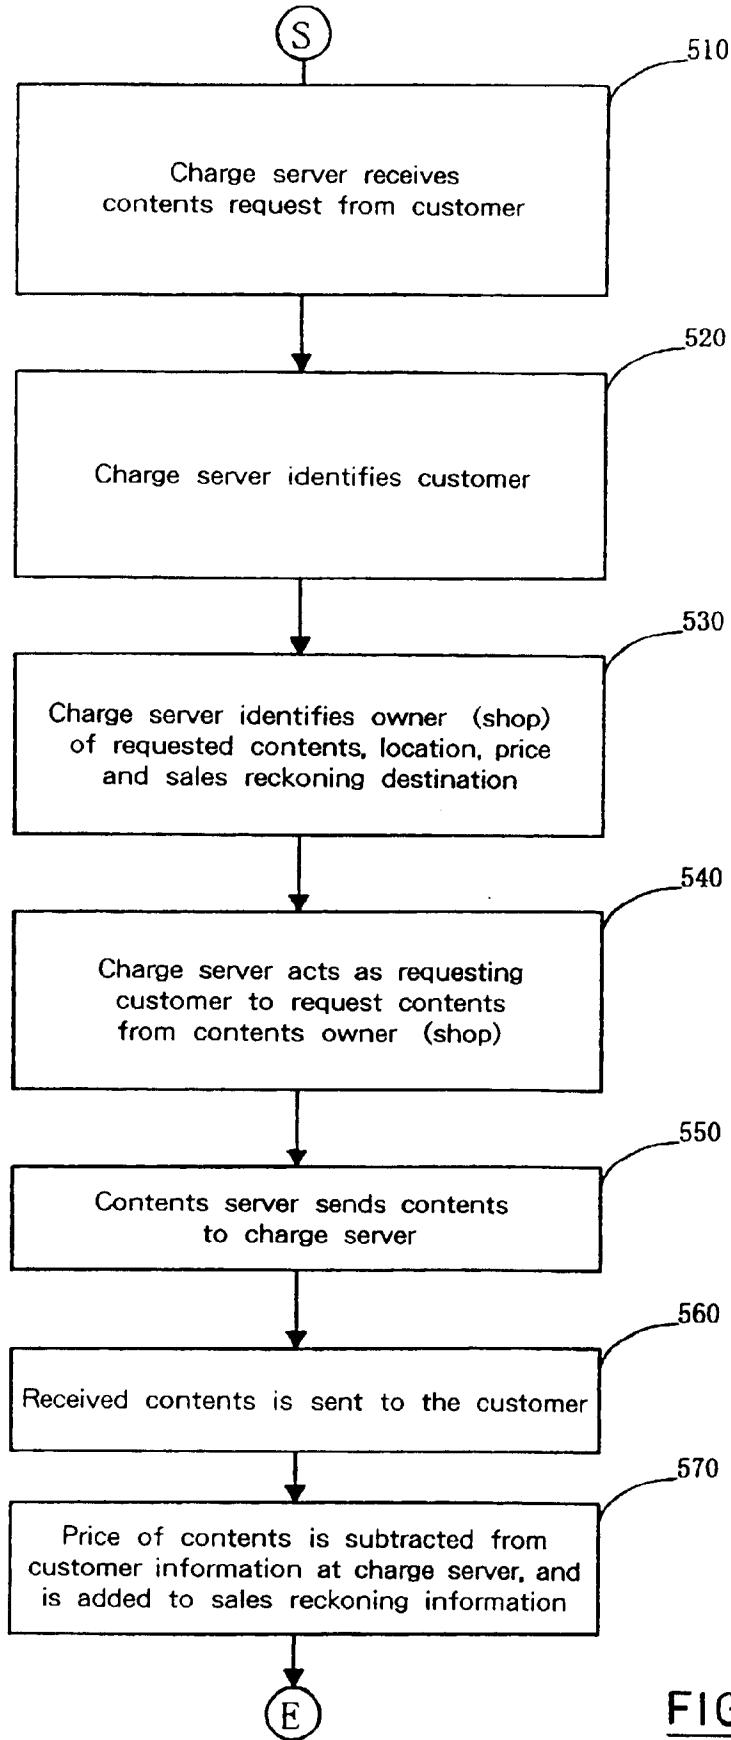 S
510
Charge server receives
contents request from customer
520
Charge server identifies customer
530
Charge server identifies owner (shop)
of requested contents, location, price
and sales reckoning destination
540
Charge server acts as requesting
customer to request contents
from contents owner (shop)
550
Contents server sends contents
to charge server
560
Received contents is sent to the customer
570
Price of contents is subtracted from
customer information at charge server, and
is added to sales reckoning information
E
FIG